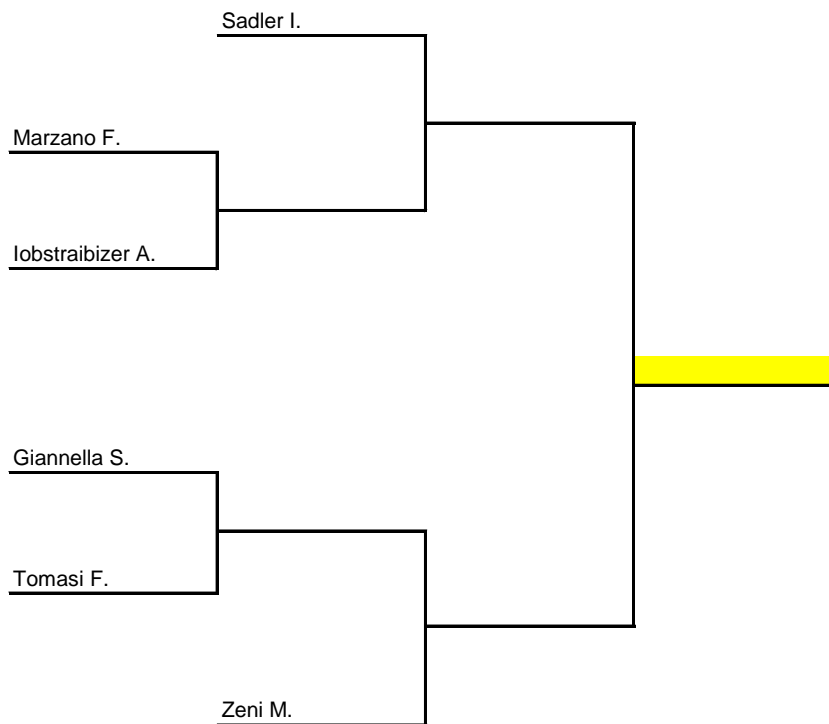 Sadler I.
Marzano F.
Iobstraibizer A.
Giannella S.
Tomasi F.
Zeni M.